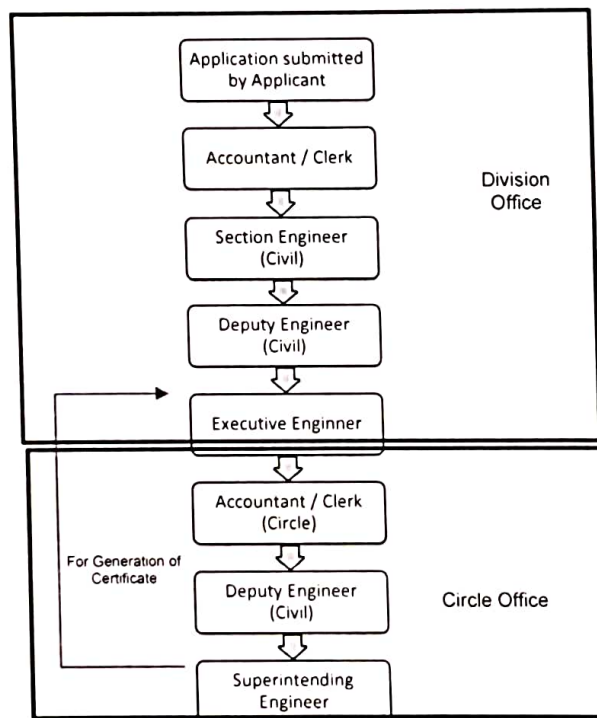 Application submitted
by Applicant
Accountant / Clerk
Division
Office
Section Engineer
(Civil)
Deputy Engineer
(Civil)
Executive Enginner
Accountant / Clerk
(Circle)
For Generation of
Certificate
Deputy Engineer
(Civil)
Circle Office
Superintending
Engineer